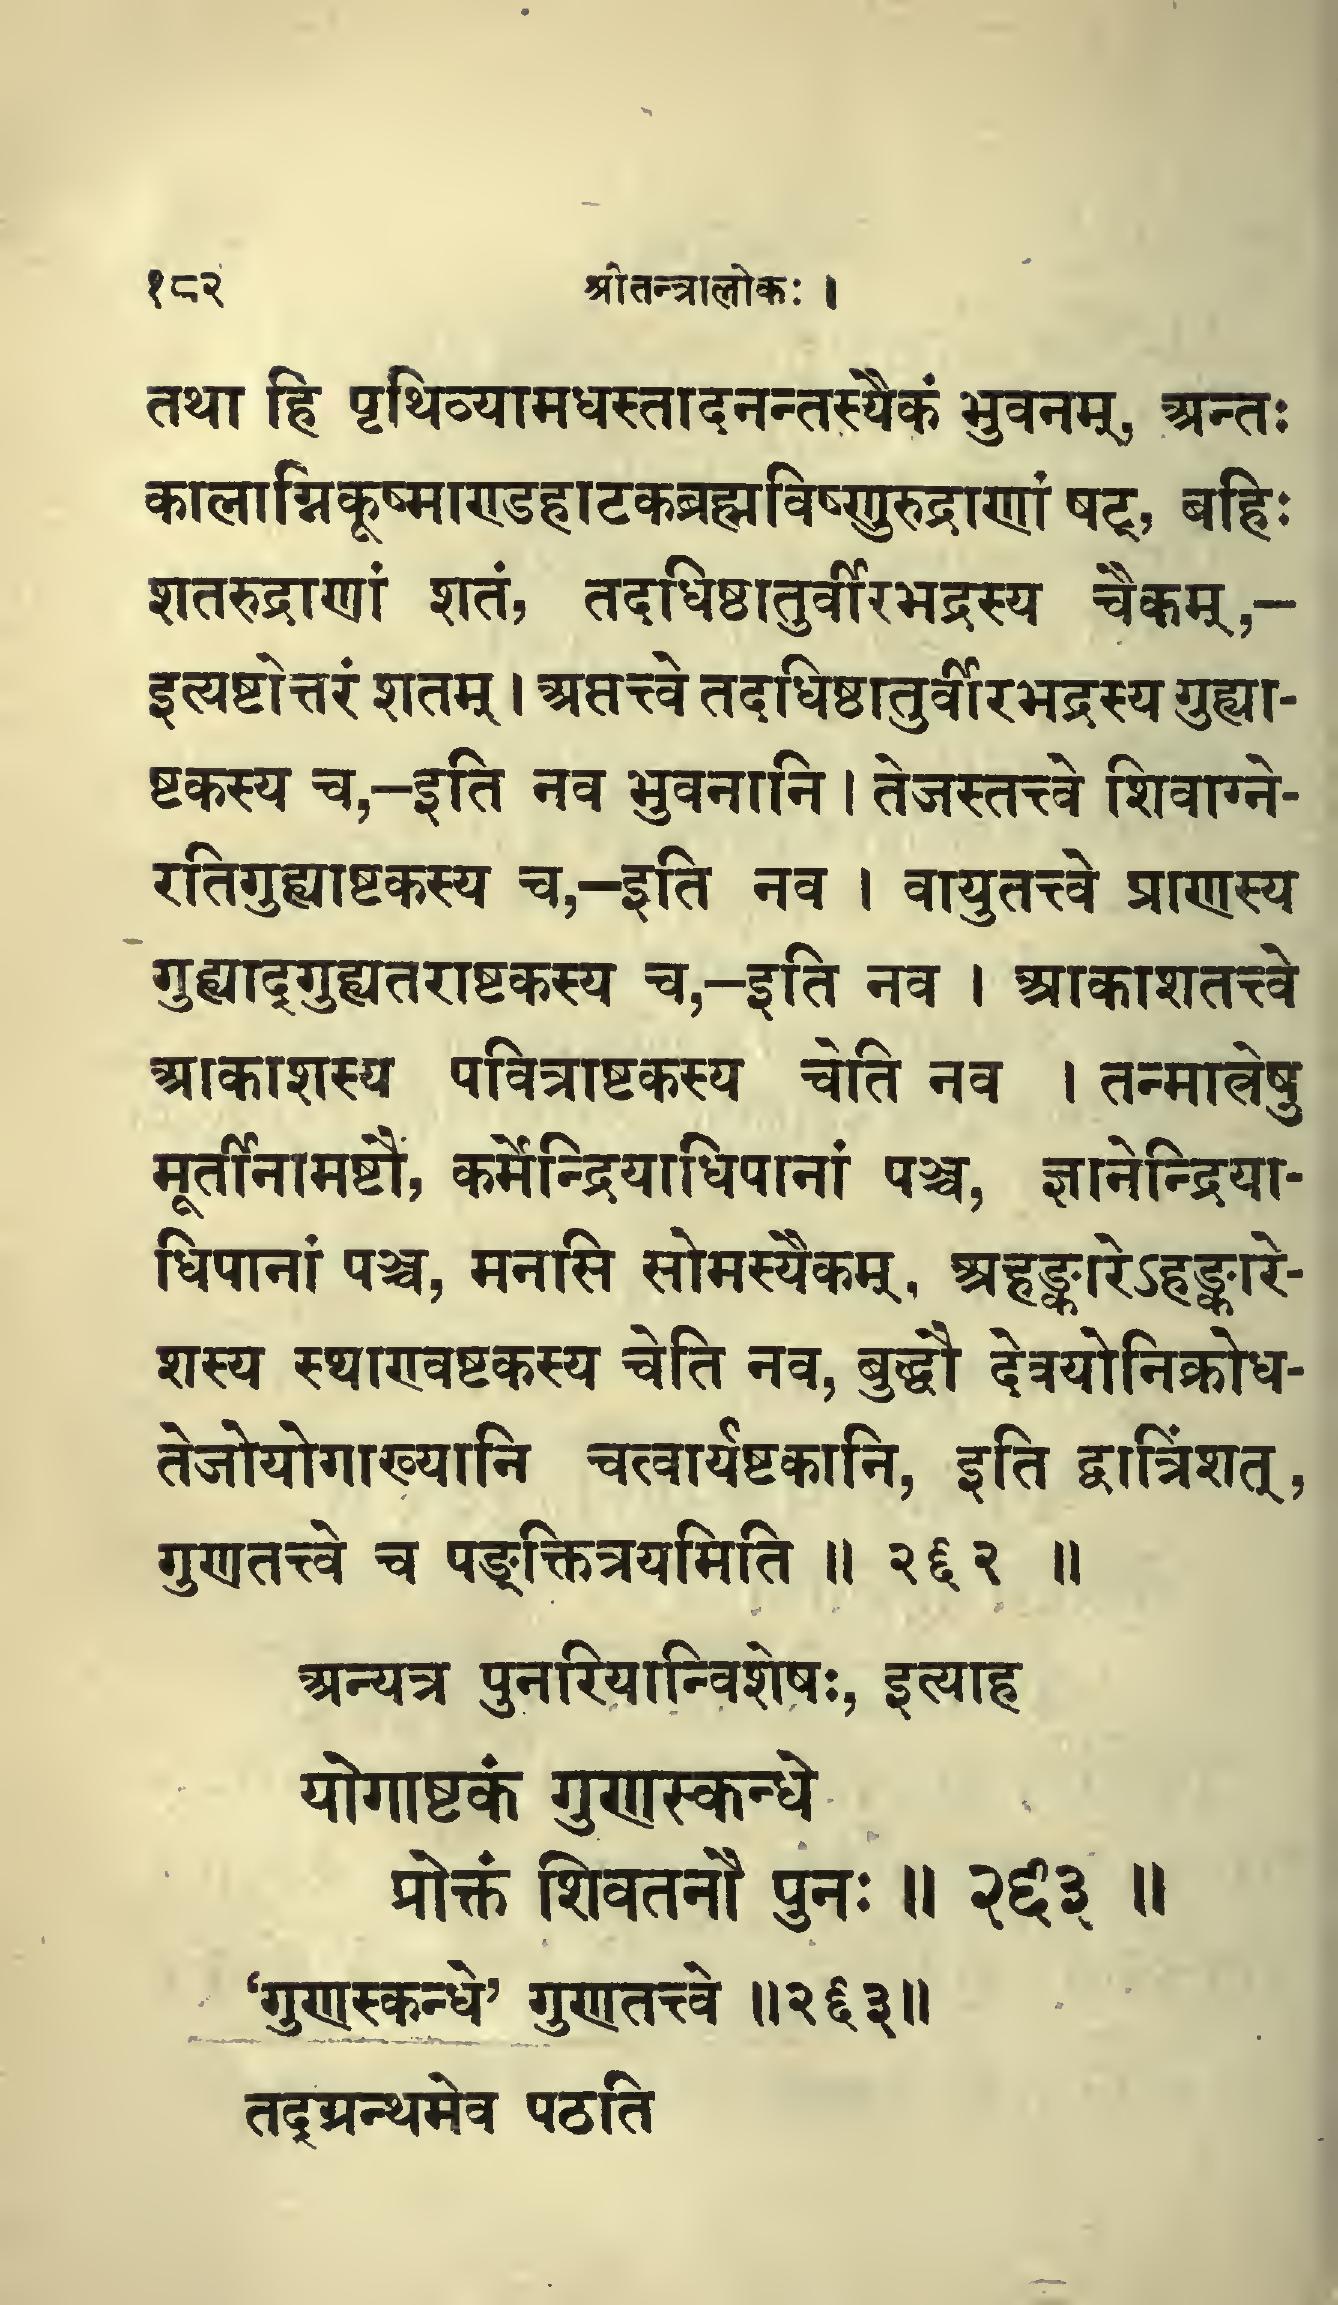 १८२ श्रीतन्त्रालोकः ।
तथा हि पृथिव्यामधस्तादनन्तस्यैकं भुवनम्, अन्तः
कालाग्निकूष्माण्डहाटकब्रह्मविष्णुरुद्राणां षट्, बहिः
शतरुद्राणां शतं, तदधिष्ठातुर्वीरभद्रस्य चैकम्,—
इत्यष्टोत्तरं शतम् । अप्तत्त्वे तदधिष्ठातुर्वीरभद्रस्य गुह्या-
ष्टकस्य च,—इति नव भुवनानि । तेजस्तत्त्वे शिवाग्ने-
रतिगुह्याष्टकस्य च,—इति नव । वायुतत्त्वे प्राणस्य
गुह्याद्गुह्यतराष्टकस्य च,—इति नव । आकाशतत्त्वे
आकाशस्य पवित्राष्टकस्य चेति नव । तन्मात्रेषु
मूर्तीनामष्टौ, कर्मेन्द्रियाधिपानां पञ्च, ज्ञानेन्द्रिया-
धिपानां पञ्च, मनसि सोमस्यैकम्, अहङ्कारेऽहङ्कारे-
शस्य स्थाण्वष्टकस्य चेति नव, बुद्धौ देवयोनिक्रोध-
तेजोयोगाख्यानि चत्वार्यष्टकानि, इति द्वात्रिंशत्,
गुणतत्त्वे च पङ्क्तित्रयमिति ॥ २६२ ॥
अन्यत्र पुनरियान्विशेषः, इत्याह
योगाष्टकं गुणस्कन्धे
प्रोक्तं शिवतनौ पुनः ॥ २६३ ॥
‘गुणस्कन्धे’ गुणतत्त्वे ॥२६३॥
तद्ग्रन्थमेव पठति